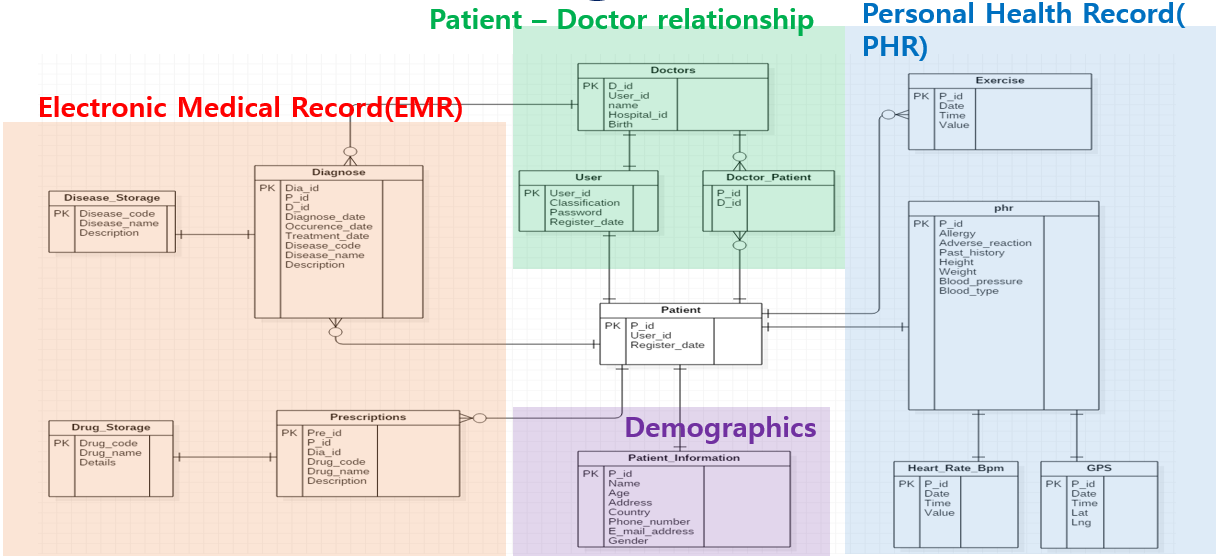 Patient – Doctor relationship
Personal Health Record(
PHR)
Electronic Medical Record(EMR)
Doctors
PK
D_id
User_id
name
Hospital_id
Birth
Exercise
PK
P_id
Date
Time
Value
Diagnose
PK
Dia_id
P_id
D_id
Diagnose_date
Occurence_date
Treatment_date
Disease_code
Disease_name
Description
User
PK
User_id
Classification
Password
Register_date
Doctor_Patient
P_id
D_id
Disease_Storage
PK
Disease_code
Disease_name
Description
phr
PK
P_id
Allergy
Adverse_reaction
Past_history
Height
Weight
Blood_pressure
Blood_type
Patient
PK
P_id
User_id
Register_date
Drug_Storage
PK
Drug_code
Drug_name
Details
Prescriptions
PK
Pre_id
P_id
Dia_id
Drug_code
Drug_name
Description
Demographics
Patient_Information
PK
P_id
Name
Age
Address
Country
Phone_number
E_mail_address
Gender
Heart_Rate_Bpm
PK
P_id
Date
Time
Value
GPS
PK
P_id
Date
Time
Lat
Lng